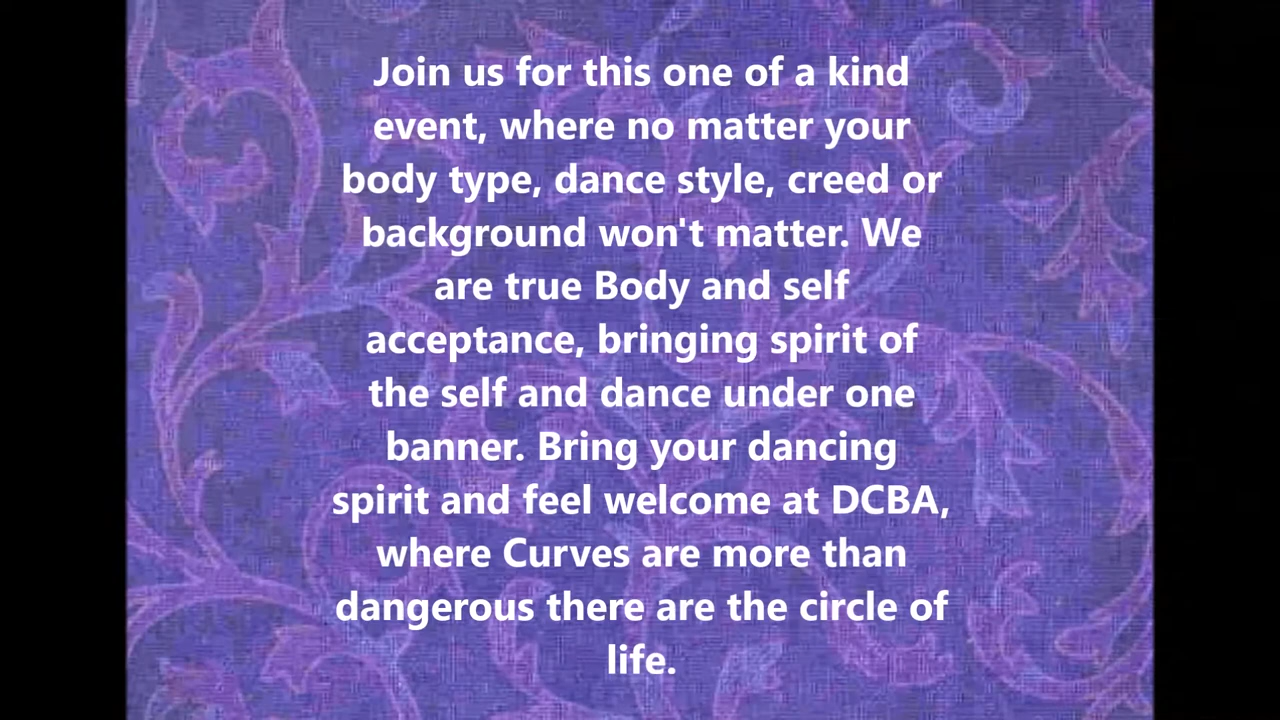 Join us for this one of a kind
event, where no matter your
body type, dance style, creed or
background won't matter. We
are true Body and self
acceptance, bringing spirit of
the self and dance under one
banner. Bring your dancing
spirit and feel welcome at DCBA,
where Curves are more than
dangerous there are the circle of
life.